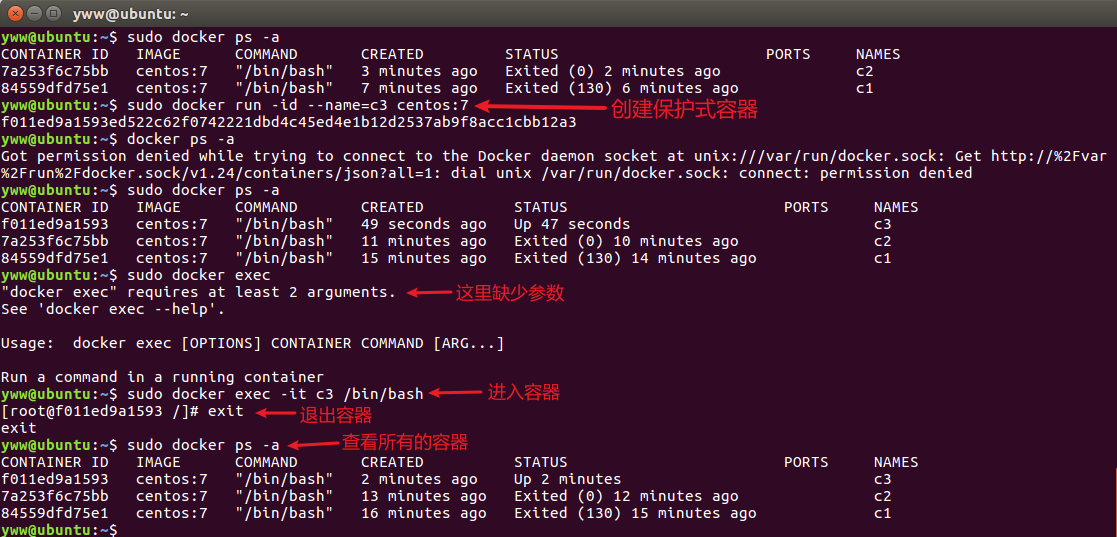 yww@ubuntu: ~
yww@ubuntu:~$ sudo docker ps -a
CONTAINER ID   IMAGE      COMMAND       CREATED         STATUS                       PORTS     NAMES
7a253f6c75bb   centos:7   "/bin/bash"   3 minutes ago   Exited (0) 2 minutes ago               c2
84559dfd75e1   centos:7   "/bin/bash"   7 minutes ago   Exited (130) 6 minutes ago             c1
yww@ubuntu:~$ sudo docker run -id --name=c3 centos:7 创建保护式容器
f011ed9a1593ed522c62f0742221dbd4c45ed4e1b12d2537ab9f8acc1cbb12a3
yww@ubuntu:~$ docker ps -a
Got permission denied while trying to connect to the Docker daemon socket at unix:///var/run/docker.sock: Get http://%2Fvar
%2Frun%2Fdocker.sock/v1.24/containers/json?all=1: dial unix /var/run/docker.sock: connect: permission denied
yww@ubuntu:~$ sudo docker ps -a
CONTAINER ID   IMAGE      COMMAND       CREATED          STATUS                        PORTS     NAMES
f011ed9a1593   centos:7   "/bin/bash"   49 seconds ago   Up 47 seconds                           c3
7a253f6c75bb   centos:7   "/bin/bash"   11 minutes ago   Exited (0) 10 minutes ago               c2
84559dfd75e1   centos:7   "/bin/bash"   15 minutes ago   Exited (130) 14 minutes ago             c1
yww@ubuntu:~$ sudo docker exec
"docker exec" requires at least 2 arguments. 这里缺少参数
See 'docker exec --help'.
Usage:  docker exec [OPTIONS] CONTAINER COMMAND [ARG...]
Run a command in a running container
yww@ubuntu:~$ sudo docker exec -it c3 /bin/bash 进入容器
[root@f011ed9a1593 /]# exit 退出容器
exit
yww@ubuntu:~$ sudo docker ps -a 查看所有的容器
CONTAINER ID   IMAGE      COMMAND       CREATED          STATUS                        PORTS     NAMES
f011ed9a1593   centos:7   "/bin/bash"   2 minutes ago    Up 2 minutes                            c3
7a253f6c75bb   centos:7   "/bin/bash"   13 minutes ago   Exited (0) 12 minutes ago               c2
84559dfd75e1   centos:7   "/bin/bash"   16 minutes ago   Exited (130) 15 minutes ago             c1
yww@ubuntu:~$